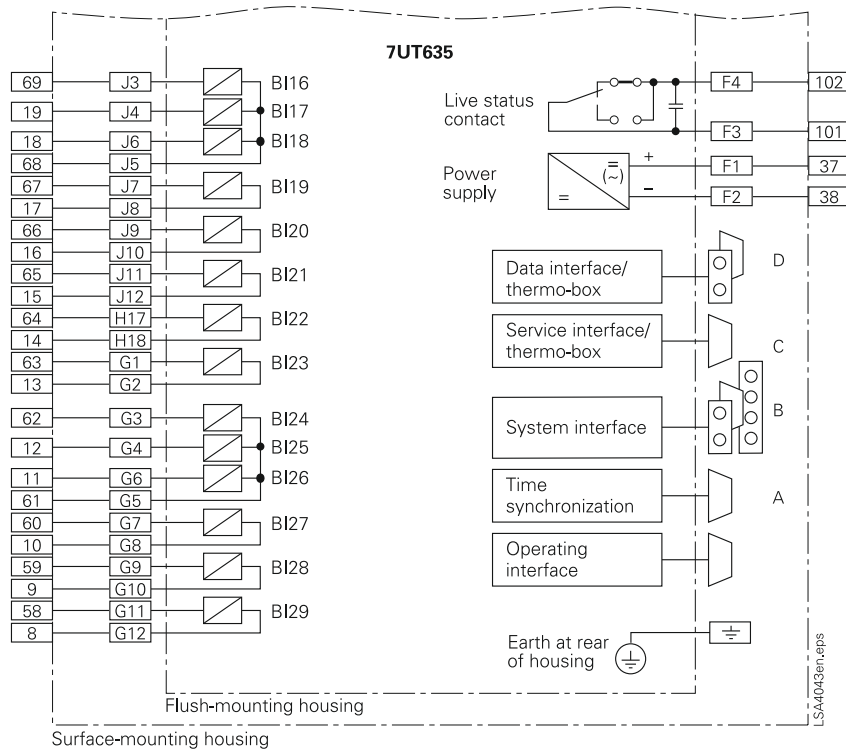 7UT635
69 J3 BI16
19 J4 BI17
18 J6 BI18
68 J5
67 J7 BI19
17 J8
66 J9 BI20
16 J10
65 J11 BI21
15 J12
64 H17 BI22
14 H18
63 G1 BI23
13 G2
62 G3 BI24
12 G4 BI25
11 G6 BI26
61 G5
60 G7 BI27
10 G8
59 G9 BI28
9 G10
58 G11 BI29
8 G12
Live status
contact
F4 102
F3 101
Power
supply
= = (~)
+ F1 37
− F2 38
Data interface/
thermo-box
D
Service interface/
thermo-box
C
System interface
B
Time
synchronization
A
Operating
interface
Earth at rear
of housing
Flush-mounting housing
Surface-mounting housing
LSA4043en.eps